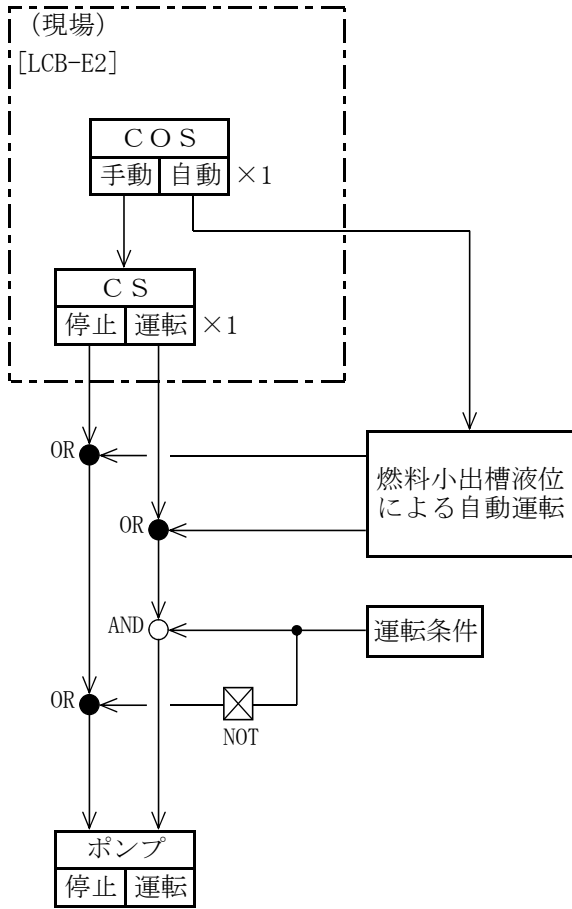 (現場)
[LCB-E2]
ＣＯＳ
手動 自動 ×1
ＣＳ
停止 運転 ×1
OR
燃料小出槽液位
による自動運転
OR
AND
運転条件
OR
NOT
ポンプ
停止 運転